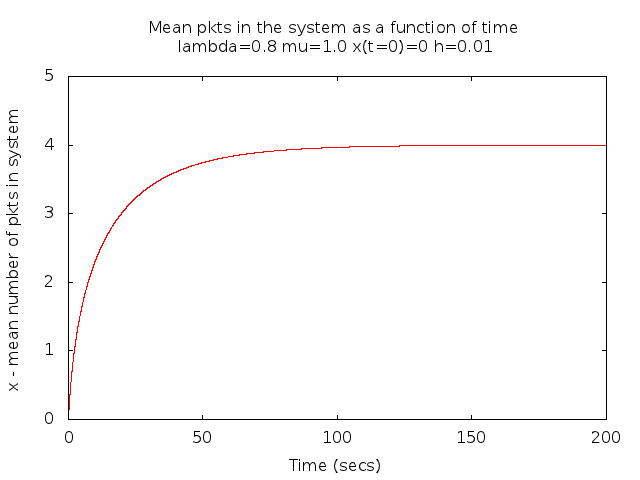 Mean pkts in the system as a function of time
lambda=0.8 mu=1.0 x(t=0)=0 h=0.01
5
4
3
2
1
0
x - mean number of pkts in system
0 50 100 150 200
Time (secs)